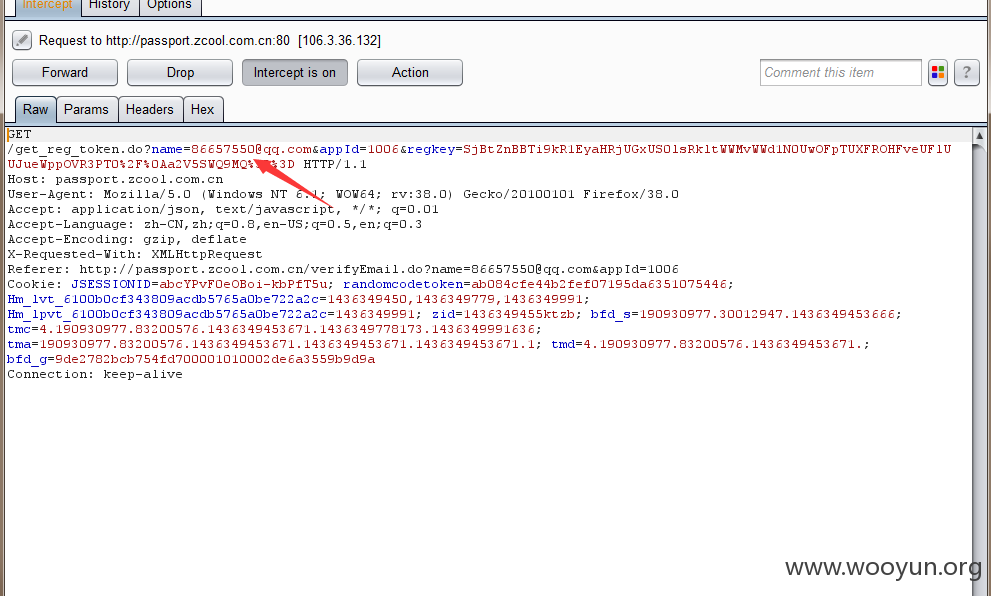 Intercept History Options
Request to http://passport.zcool.com.cn:80 [106.3.36.132]
Forward Drop Intercept is on Action Comment this item ?
Raw Params Headers Hex
GET
/get_reg_token.do?name=86657550@qq.com&appId=1006&regkey=SjBtZnBBTi9kR1EyaHRjUGxUS01sRk1tWWMvWWd1N0UwOFpTUXFROHFveUF1U
UJueWppOVR3PT0%2F%0Aa2V5SWQ9MQ% %3D HTTP/1.1
Host: passport.zcool.com.cn
User-Agent: Mozilla/5.0 (Windows NT 6.1; WOW64; rv:38.0) Gecko/20100101 Firefox/38.0
Accept: application/json, text/javascript, */*; q=0.01
Accept-Language: zh-CN,zh;q=0.8,en-US;q=0.5,en;q=0.3
Accept-Encoding: gzip, deflate
X-Requested-With: XMLHttpRequest
Referer: http://passport.zcool.com.cn/verifyEmail.do?name=86657550@qq.com&appId=1006
Cookie: JSESSIONID=abcYPvF0eOBoi-kbPfT5u; randomcodetoken=ab084cfe44b2fef07195da6351075446;
Hm_lvt_6100b0cf343809acdb5765a0be722a2c=1436349450,1436349779,1436349991;
Hm_lpvt_6100b0cf343809acdb5765a0be722a2c=1436349991; zid=1436349455ktzb; bfd_s=190930977.30012947.1436349453666;
tmc=4.190930977.83200576.1436349453671.1436349778173.1436349991636;
tma=190930977.83200576.1436349453671.1436349453671.1436349453671.1; tmd=4.190930977.83200576.1436349453671.;
bfd_g=9de2782bcb754fd700001010002de6a3559b9d9a
Connection: keep-alive
www.wooyun.org